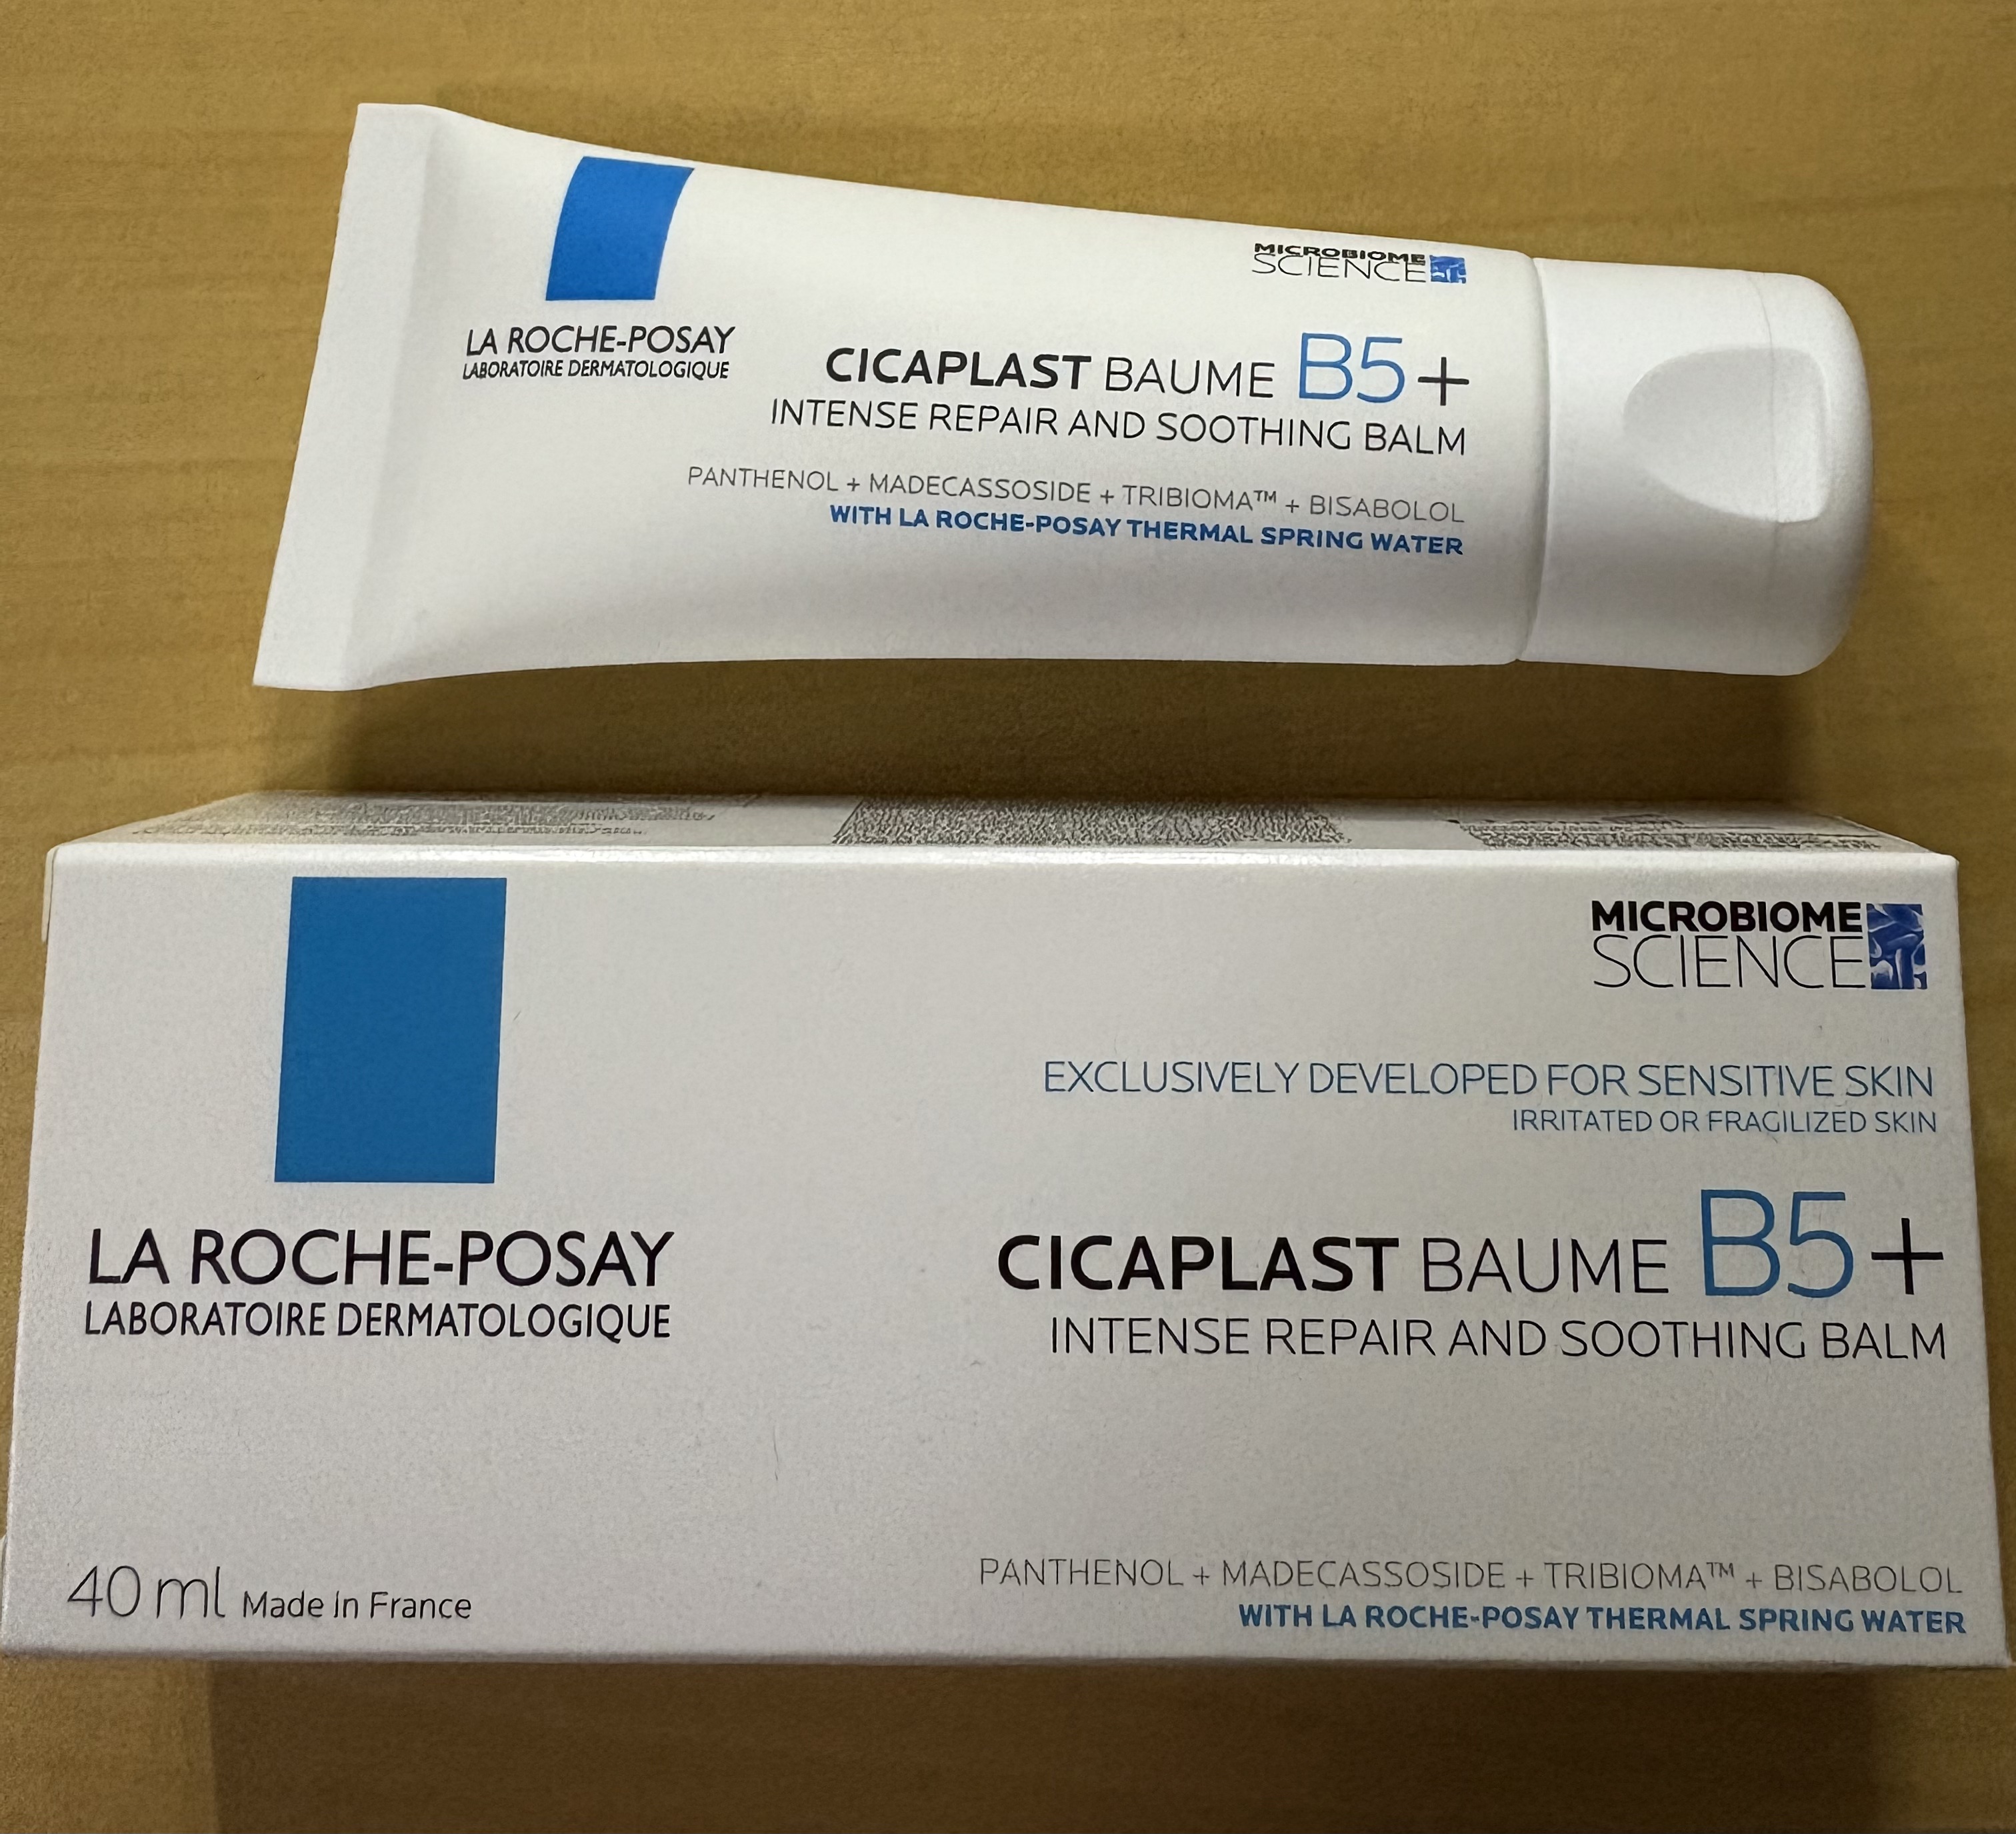 MICROBIOME
SCIENCE
LA ROCHE-POSAY
LABORATOIRE DERMATOLOGIQUE
CICAPLAST BAUME B5+
INTENSE REPAIR AND SOOTHING BALM
PANTHENOL + MADECASSOSIDE + TRIBIOMA™ + BISABOLOL
WITH LA ROCHE-POSAY THERMAL SPRING WATER
MICROBIOME
SCIENCE
EXCLUSIVELY DEVELOPED FOR SENSITIVE SKIN
IRRITATED OR FRAGILIZED SKIN
LA ROCHE-POSAY
LABORATOIRE DERMATOLOGIQUE
CICAPLAST BAUME B5+
INTENSE REPAIR AND SOOTHING BALM
40 ml Made in France
PANTHENOL + MADECASSOSIDE + TRIBIOMA™ + BISABOLOL
WITH LA ROCHE-POSAY THERMAL SPRING WATER